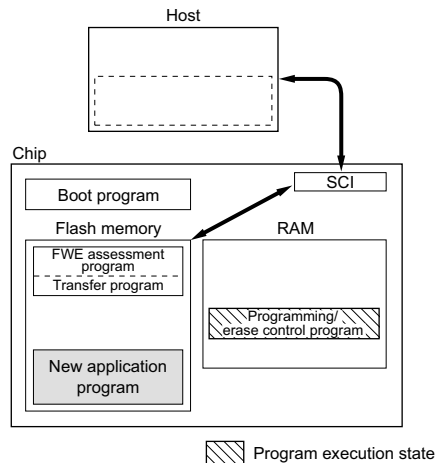 Host
Chip
SCI
Boot program
Flash memory
RAM
FWE assessment
program
Transfer program
Programming/
erase control program
New application
program
Program execution state